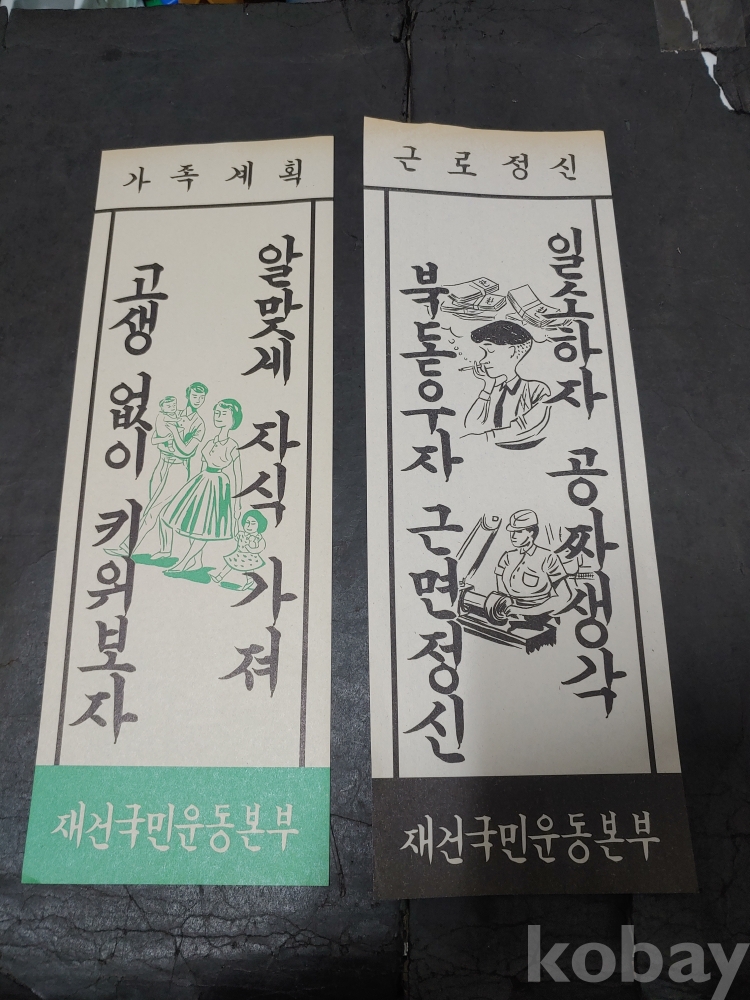 가족계획
알맞세 자식 가져
고생 없이 키워보자
재건국민운동본부
근로정신
일소하자 공짜생각
북돋우자 근면정신
재건국민운동본부
kobay